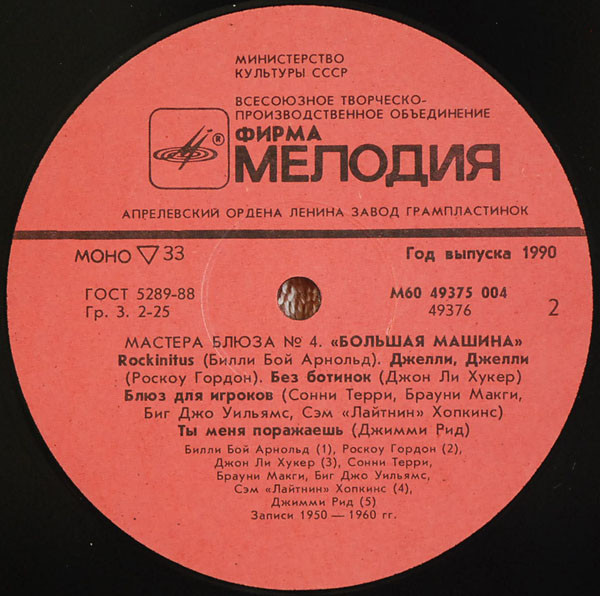 МИНИСТЕРСТВО
КУЛЬТУРЫ СССР
ВСЕСОЮЗНОЕ ТВОРЧЕСКО-
ПРОИЗВОДСТВЕННОЕ ОБЪЕДИНЕНИЕ
ФИРМА
®
МЕЛОДИЯ
АПРЕЛЕВСКИЙ ОРДЕНА ЛЕНИНА ЗАВОД ГРАМПЛАСТИНОК
МОНО ▽ 33
Год выпуска 1990
ГОСТ 5289-88
М60 49375 004
Гр. 3. 2-25
49376
2
МАСТЕРА БЛЮЗА № 4. «БОЛЬШАЯ МАШИНА»
Rockinitus (Билли Бой Арнольд). Джелли, Джелли
(Роскоу Гордон). Без ботинок (Джон Ли Хукер)
Блюз для игроков (Сонни Терри, Брауни Макги,
Биг Джо Уильямс, Сэм «Лайтнин» Хопкинс)
Ты меня поражаешь (Джимми Рид)
Билли Бой Арнольд (1), Роскоу Гордон (2),
Джон Ли Хукер (3), Сонни Терри,
Брауни Макги, Биг Джо Уильямс,
Сэм «Лайтнин» Хопкинс (4),
Джимми Рид (5)
Записи 1950 — 1960 гг.